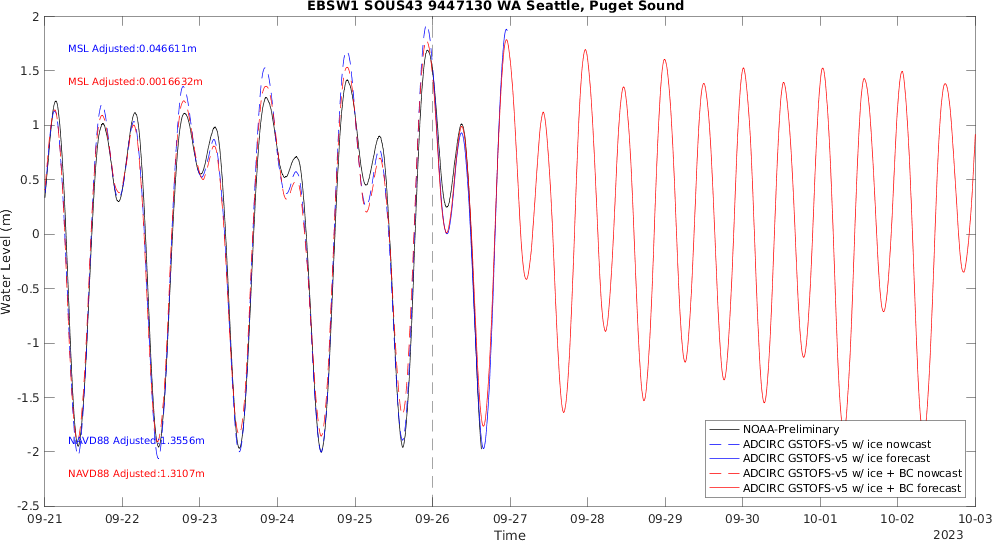 EBSW1 SOUS43 9447130 WA Seattle, Puget Sound
2
1.5
1
0.5
0
-0.5
-1
-1.5
-2
-2.5
Water Level (m)
MSL Adjusted:0.046611m
MSL Adjusted:0.0016632m
NAVD88 Adjusted:1.3556m
NAVD88 Adjusted:1.3107m
NOAA-Preliminary
ADCIRC GSTOFS-v5 w/ ice nowcast
ADCIRC GSTOFS-v5 w/ ice forecast
ADCIRC GSTOFS-v5 w/ ice + BC nowcast
ADCIRC GSTOFS-v5 w/ ice + BC forecast
09-21 09-22 09-23 09-24 09-25 09-26 09-27 09-28 09-29 09-30 10-01 10-02 10-03
Time
2023